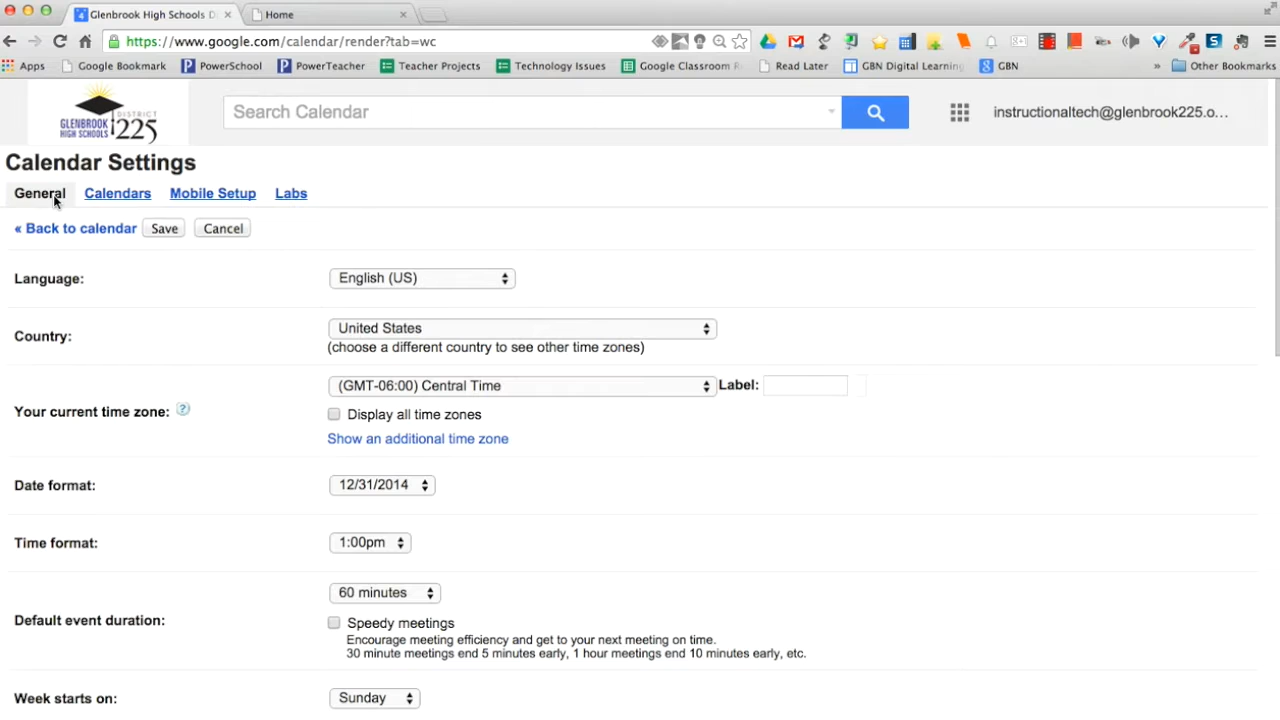 Glenbrook High Schools D
Home
https://www.google.com/calendar/render?tab=wc
Apps
Google Bookmark
PowerSchool
PowerTeacher
Teacher Projects
Technology Issues
Google Classroom R
Read Later
GBN Digital Learning
GBN
»
Other Bookmarks
DISTRICT
GLENBROOK
HIGH SCHOOLS
225
Search Calendar
instructionaltech@glenbrook225.o...
Calendar Settings
General
Calendars
Mobile Setup
Labs
« Back to calendar
Save
Cancel
Language:
English (US)
Country:
United States
(choose a different country to see other time zones)
Your current time zone: ?
(GMT-06:00) Central Time
Label:
Display all time zones
Show an additional time zone
Date format:
12/31/2014
Time format:
1:00pm
Default event duration:
60 minutes
Speedy meetings
Encourage meeting efficiency and get to your next meeting on time.
30 minute meetings end 5 minutes early, 1 hour meetings end 10 minutes early, etc.
Week starts on:
Sunday